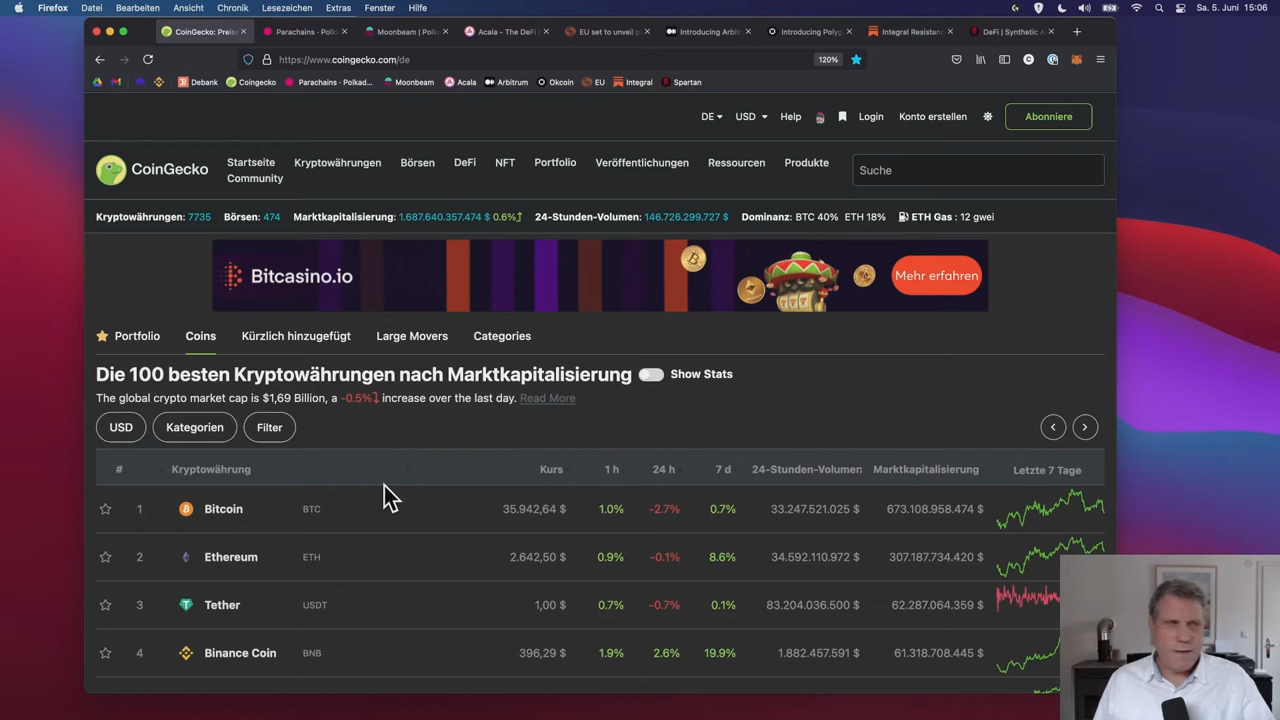 Firefox Datei Bearbeiten Ansicht Chronik Lesezeichen Extras Fenster Hilfe Sa. 5. Juni 15:06
CoinGecko: Preise Parachains - Polk Moonbeam | Polk Acala - The DeFi EU set to unveil p Introducing Arbitr Introducing Polyg Integral Resistanc DeFi | Synthetic A
https://www.coingecko.com/de 120%
Debank Coingecko Parachains - Polkad... Moonbeam Acala Arbitrum Okcoin EU Integral Spartan
DE USD Help Login Konto erstellen Abonniere
CoinGecko
Startseite Kryptowährungen Börsen DeFi NFT Portfolio Veröffentlichungen Ressourcen Produkte
Community
Suche
Kryptowährungen: 7735 Börsen: 474 Marktkapitalisierung: 1.687.640.357.474 $ 0.6% 24-Stunden-Volumen: 146.726.299.727 $ Dominanz: BTC 40% ETH 18% ETH Gas : 12 gwei
Bitcasino.io Mehr erfahren
Portfolio Coins Kürzlich hinzugefügt Large Movers Categories
Die 100 besten Kryptowährungen nach Marktkapitalisierung Show Stats
The global crypto market cap is $1,69 Billion, a -0.5% increase over the last day. Read More
USD Kategorien Filter
# Kryptowährung Kurs 1 h 24 h 7 d 24-Stunden-Volumen Marktkapitalisierung Letzte 7 Tage
1 Bitcoin BTC 35.942,64 $ 1.0% -2.7% 0.7% 33.247.521.025 $ 673.108.958.474 $
2 Ethereum ETH 2.642,50 $ 0.9% -0.1% 8.6% 34.592.110.972 $ 307.187.734.420 $
3 Tether USDT 1,00 $ 0.7% -0.7% 0.1% 83.204.036.500 $ 62.287.064.359 $
4 Binance Coin BNB 396,29 $ 1.9% 2.6% 19.9% 1.882.457.591 $ 61.318.708.445 $